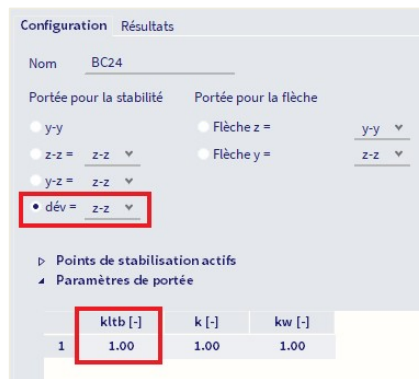 Configuration Résultats
Nom BC24
Portée pour la stabilité Portée pour la flèche
y-y Flèche z = y-y
z-z = z-z Flèche y = z-z
y-z = z-z
dév = z-z
Points de stabilisation actifs
Paramètres de portée
kltb [-] k [-] kw [-]
1 1.00 1.00 1.00